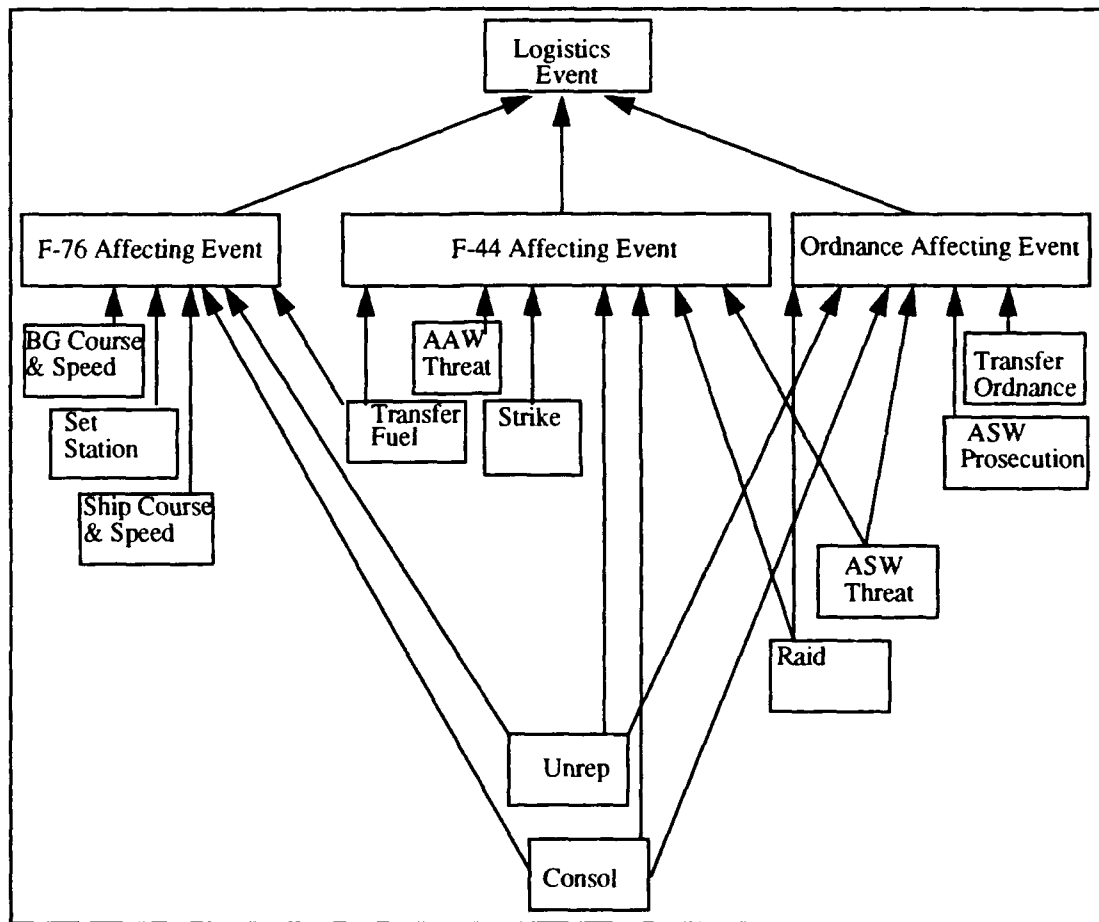 Logistics
Event
F-76 Affecting Event
F-44 Affecting Event
Ordnance Affecting Event
BG Course
& Speed
AAW
Threat
Transfer
Ordnance
Set
Station
Transfer
Fuel
Strike
ASW
Prosecution
Ship Course
& Speed
ASW
Threat
Raid
Unrep
Consol